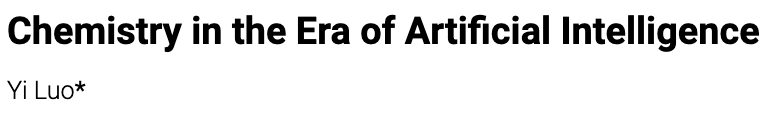 Chemistry in the Era of Artificial Intelligence
Yi Luo*